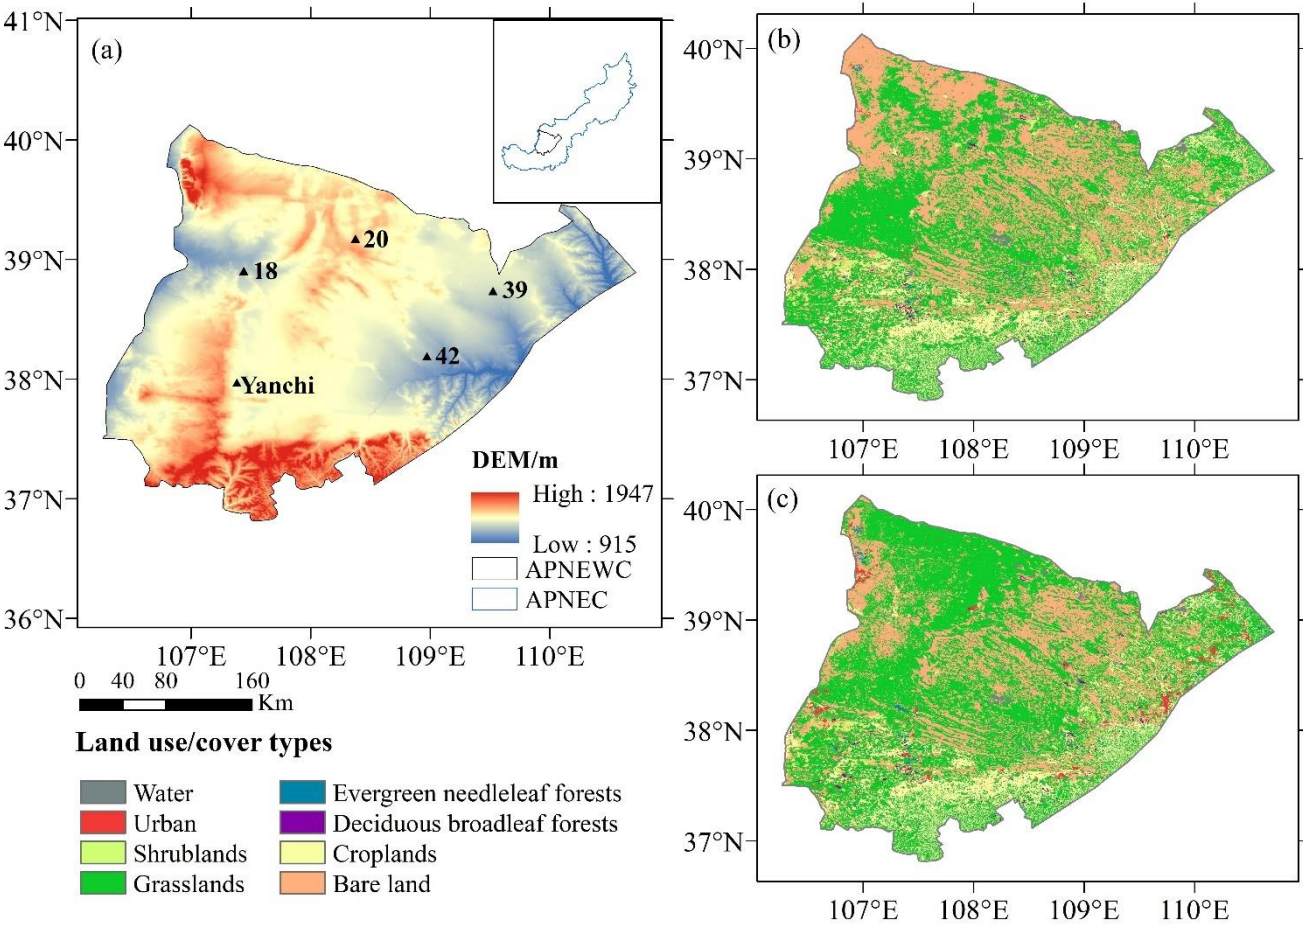 (a)
41°N
40°N
39°N
38°N
37°N
36°N
20
18
39
42
Yanchi
DEM/m
High : 1947
Low : 915
APNEWC
APNEC
107°E 108°E 109°E 110°E
0 40 80 160
Km
Land use/cover types
Water
Urban
Shrublands
Grasslands
Evergreen needleleaf forests
Deciduous broadleaf forests
Croplands
Bare land
(b)
40°N
39°N
38°N
37°N
107°E 108°E 109°E 110°E
(c)
40°N
39°N
38°N
37°N
107°E 108°E 109°E 110°E